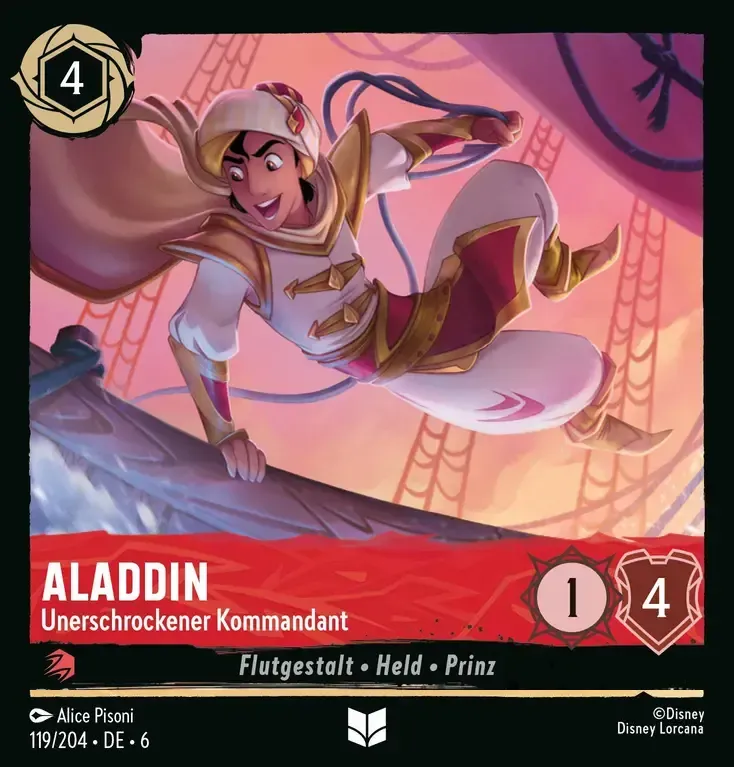 4
ALADDIN
Unerschrockener Kommandant
1
4
Flutgestalt • Held • Prinz
Alice Pisoni
119/204 • DE • 6
©Disney
Disney Lorcana